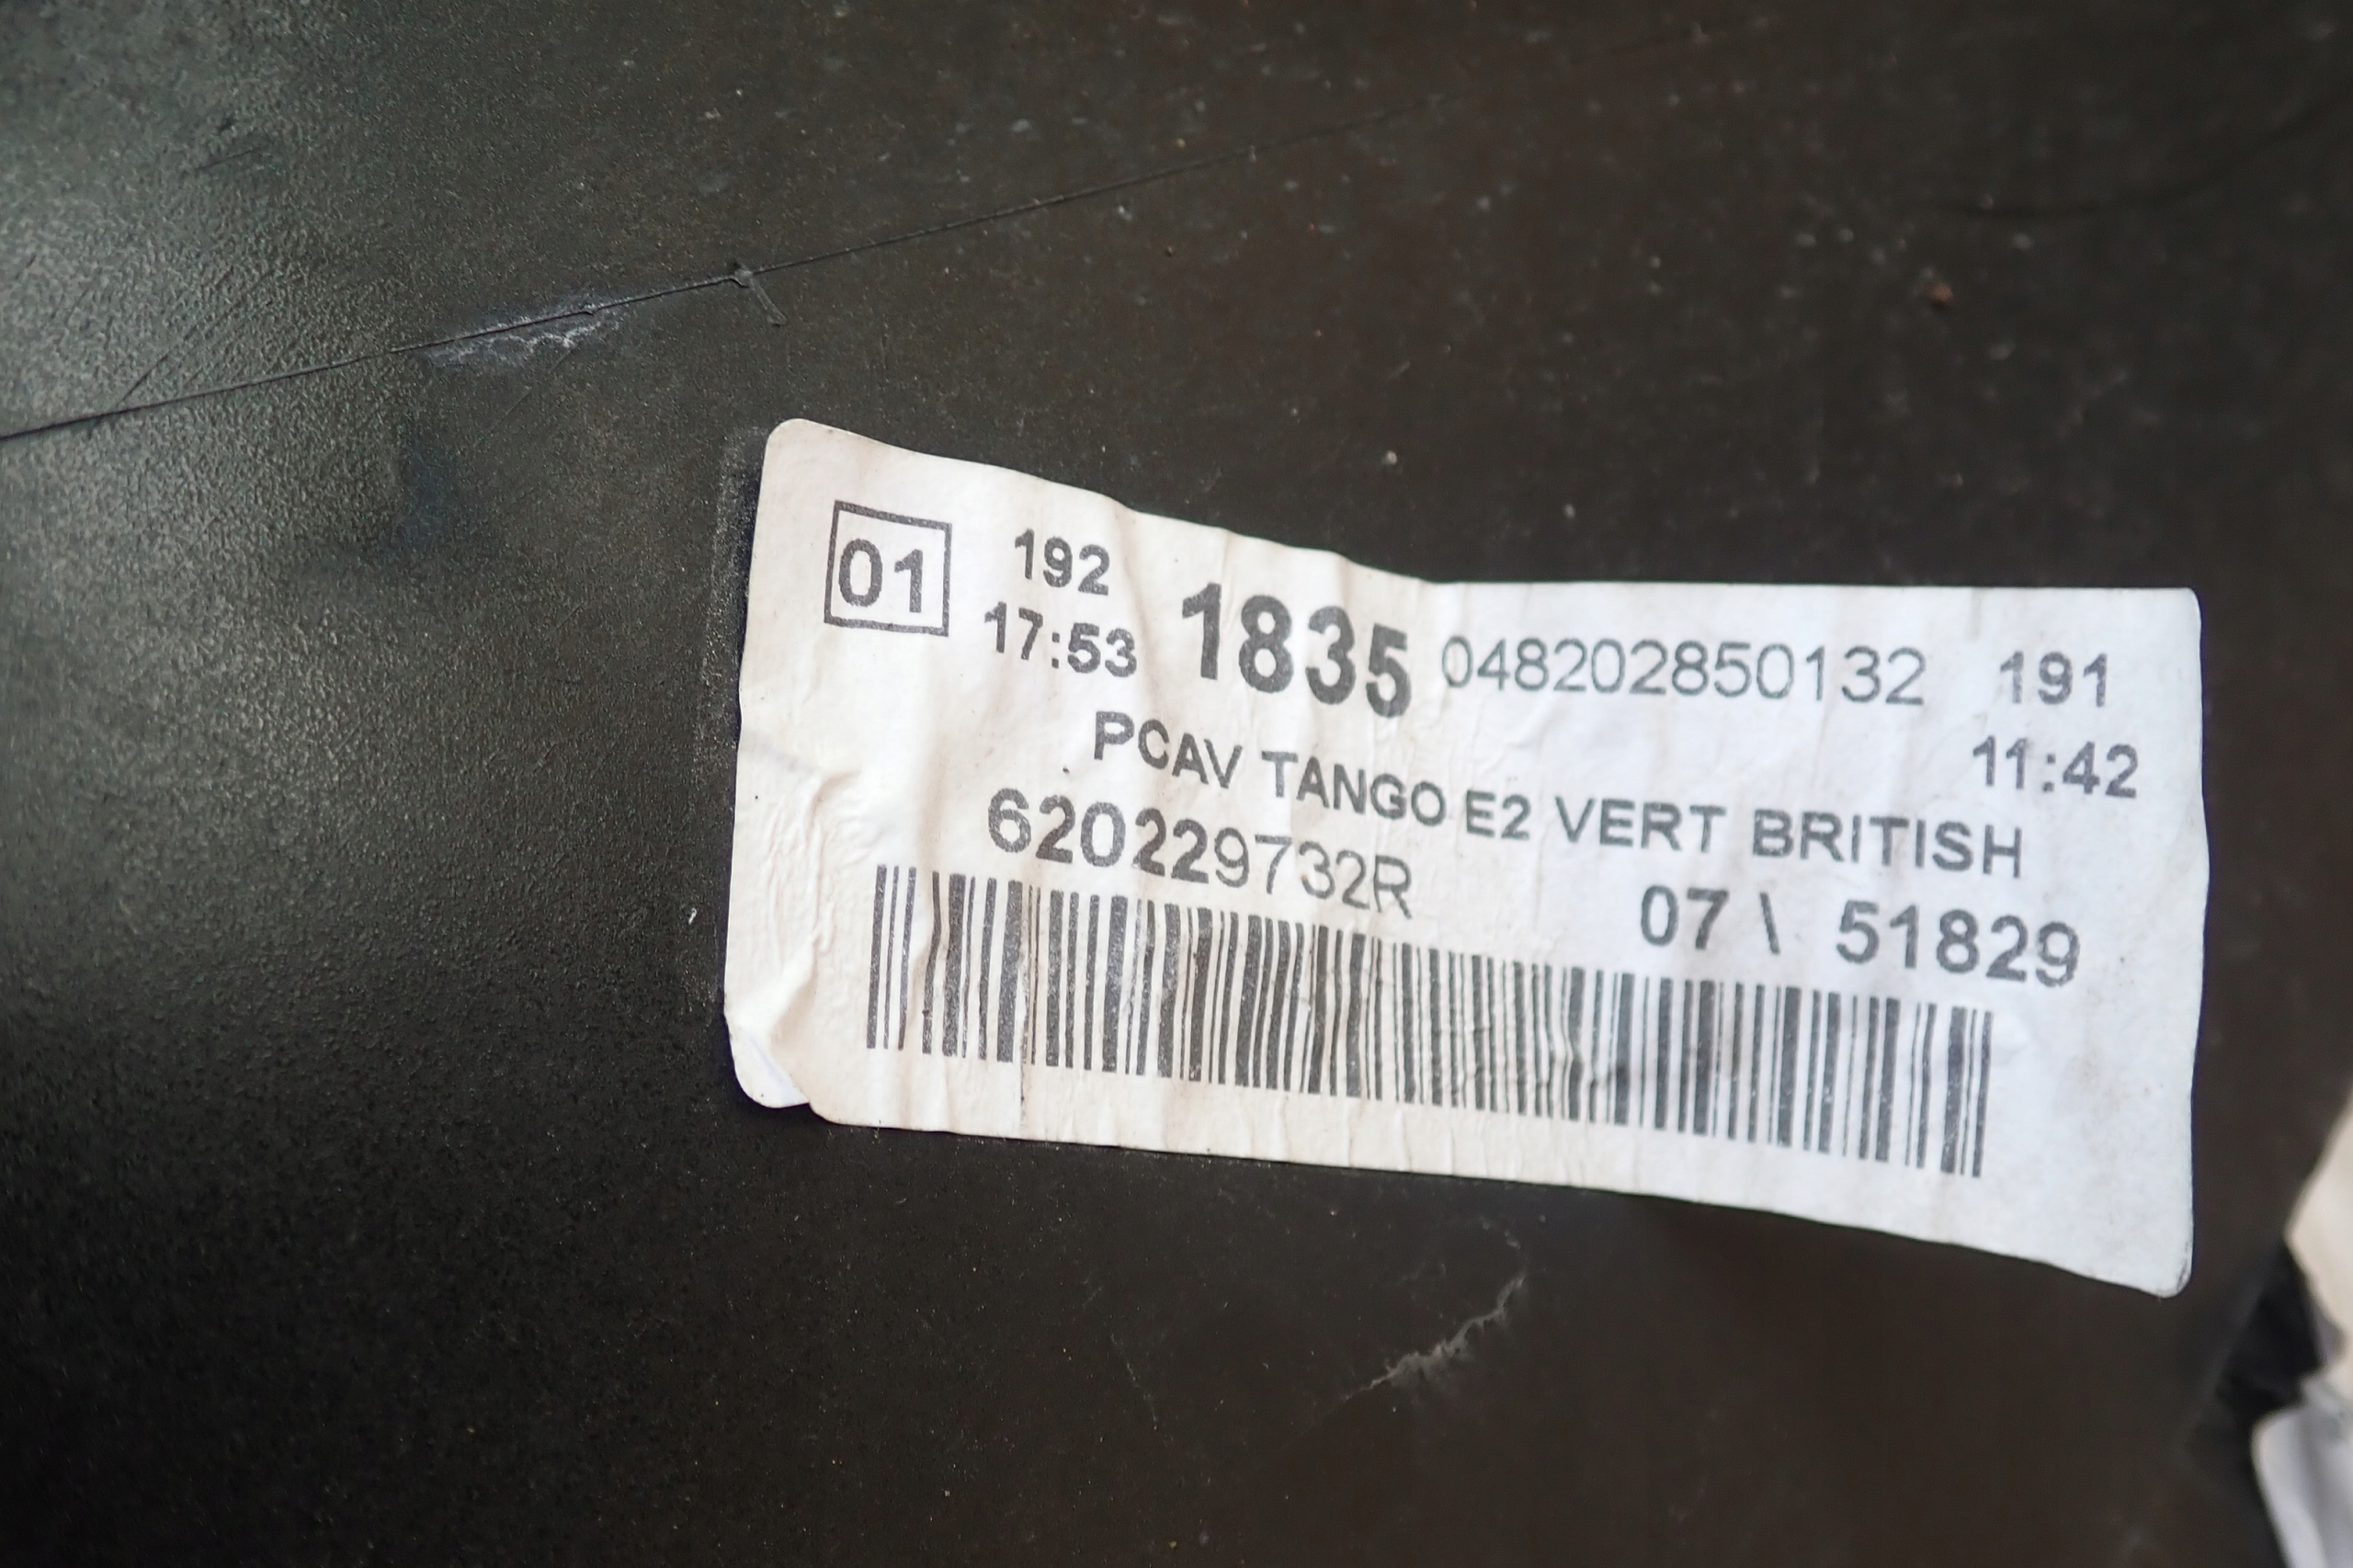 01 192 1835 048202850132 191
17:53 11:42
PCAV TANGO E2 VERT BRITISH
620229732R 07 \ 51829